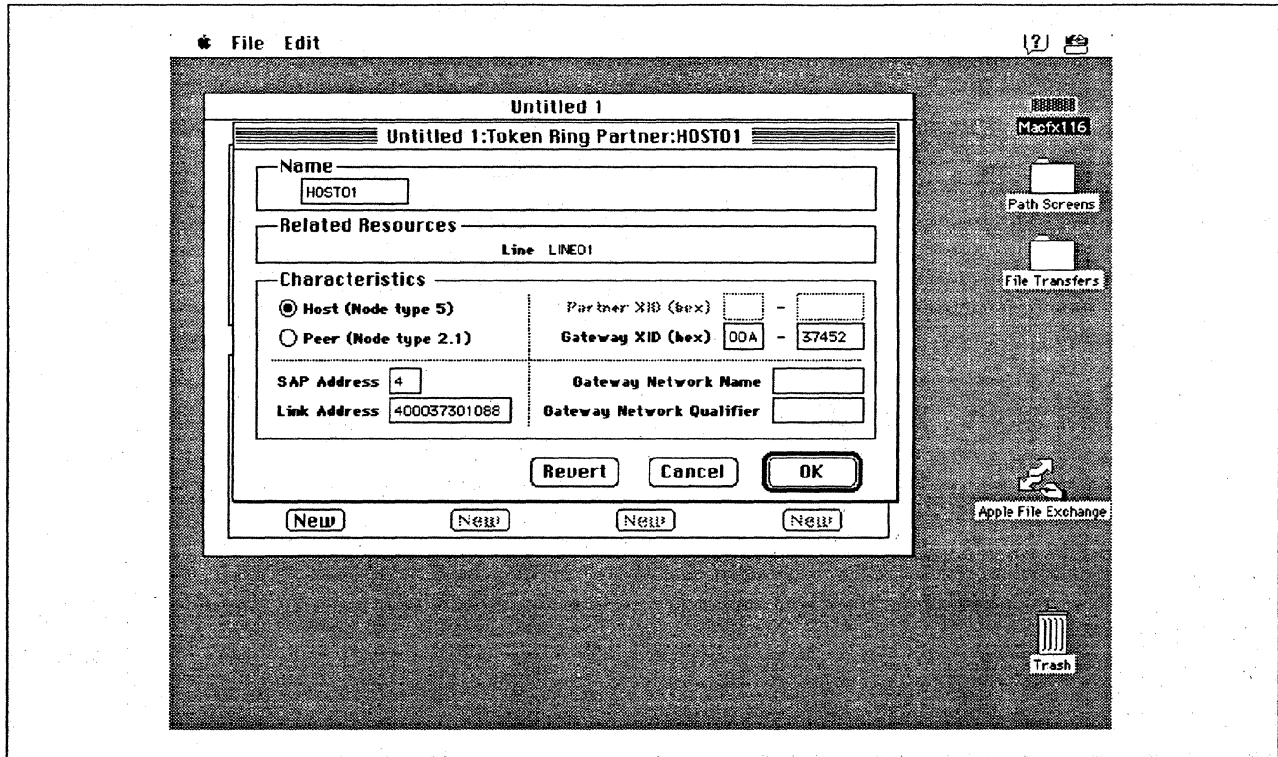 File Edit
Untitled 1
Macfx116
Untitled 1:Token Ring Partner:HOST01
Name
HOST01
Path Screens
Related Resources
Line LINE01
File Transfers
Characteristics
Host (Node type 5)
Partner XID (hex) -
Peer (Node type 2.1)
Gateway XID (hex) 00A - 37452
SAP Address 4
Gateway Network Name
Link Address 400037301088
Gateway Network Qualifier
Revert Cancel OK
Apple File Exchange
New New New New
Trash